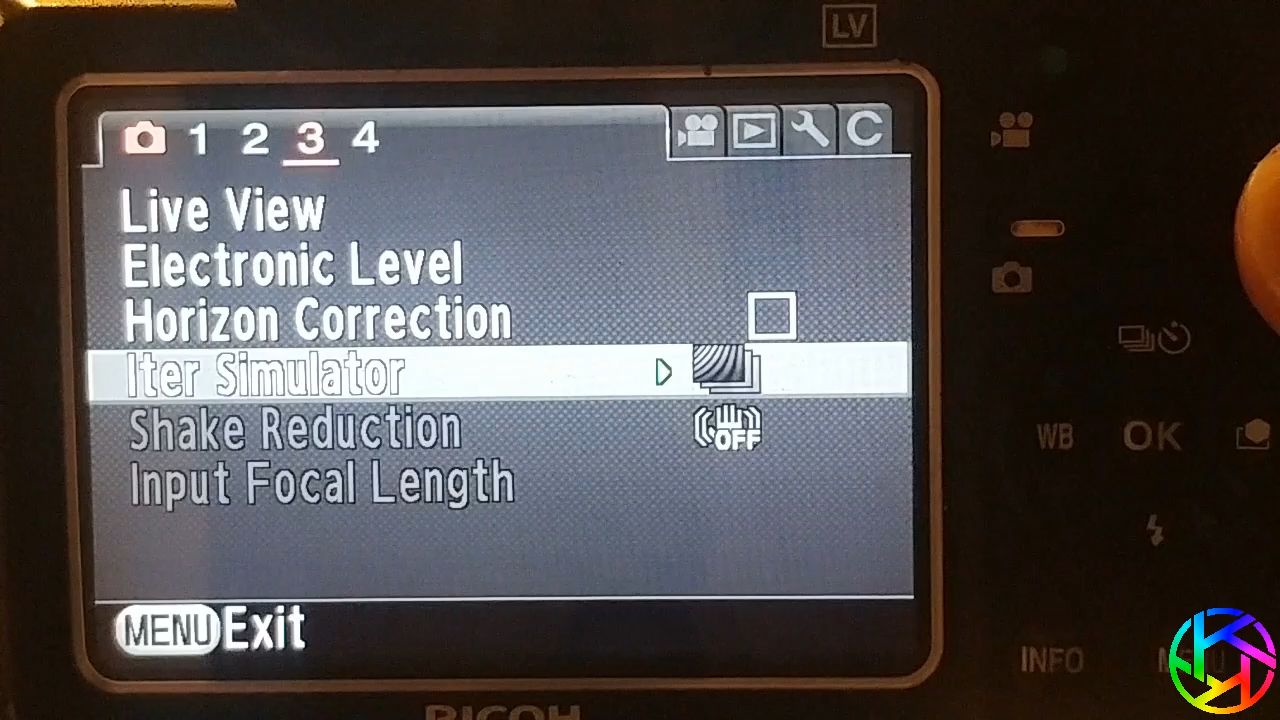 LV
1 2 3 4 C
Live View
Electronic Level
Horizon Correction
Iter Simulator
Shake Reduction
OFF
Input Focal Length
MENU Exit
WB OK
INFO
RICOH